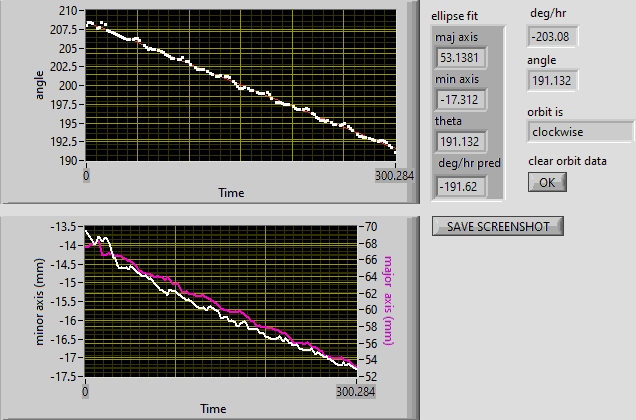 210
207.5
205
202.5
200
197.5
195
192.5
190
angle
0
300.284
Time
ellipse fit
maj axis
53.1381
min axis
-17.312
theta
191.132
deg/hr pred
-191.62
deg/hr
-203.08
angle
191.132
orbit is
clockwise
clear orbit data
OK
SAVE SCREENSHOT
-13.5
-14
-14.5
-15
-15.5
-16
-16.5
-17
-17.5
minor axis (mm)
70
68
66
64
62
60
58
56
54
52
major axis (mm)
0
300.284
Time